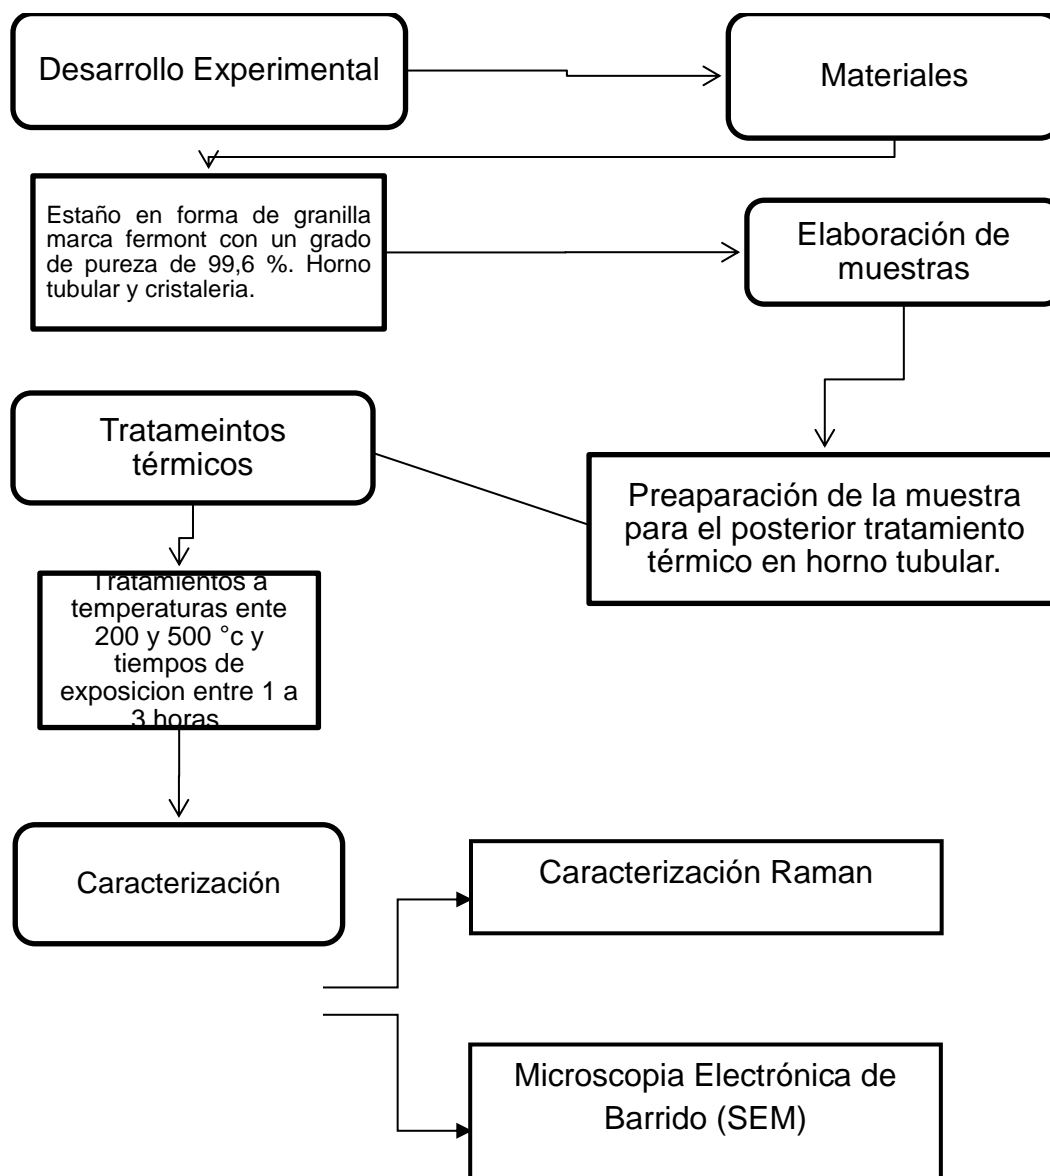 Desarrollo Experimental
Materiales
Estaño en forma de granilla
marca fermont con un grado
de pureza de 99,6 %. Horno
tubular y cristaleria.
Elaboración de
muestras
Preaparación de la muestra
para el posterior tratamiento
térmico en horno tubular.
Tratameintos
térmicos
Tratamientos a
temperaturas ente
200 y 500 °c y
tiempos de
exposicion entre 1 a
3 horas
Caracterización
Caracterización Raman
Microscopia Electrónica de
Barrido (SEM)